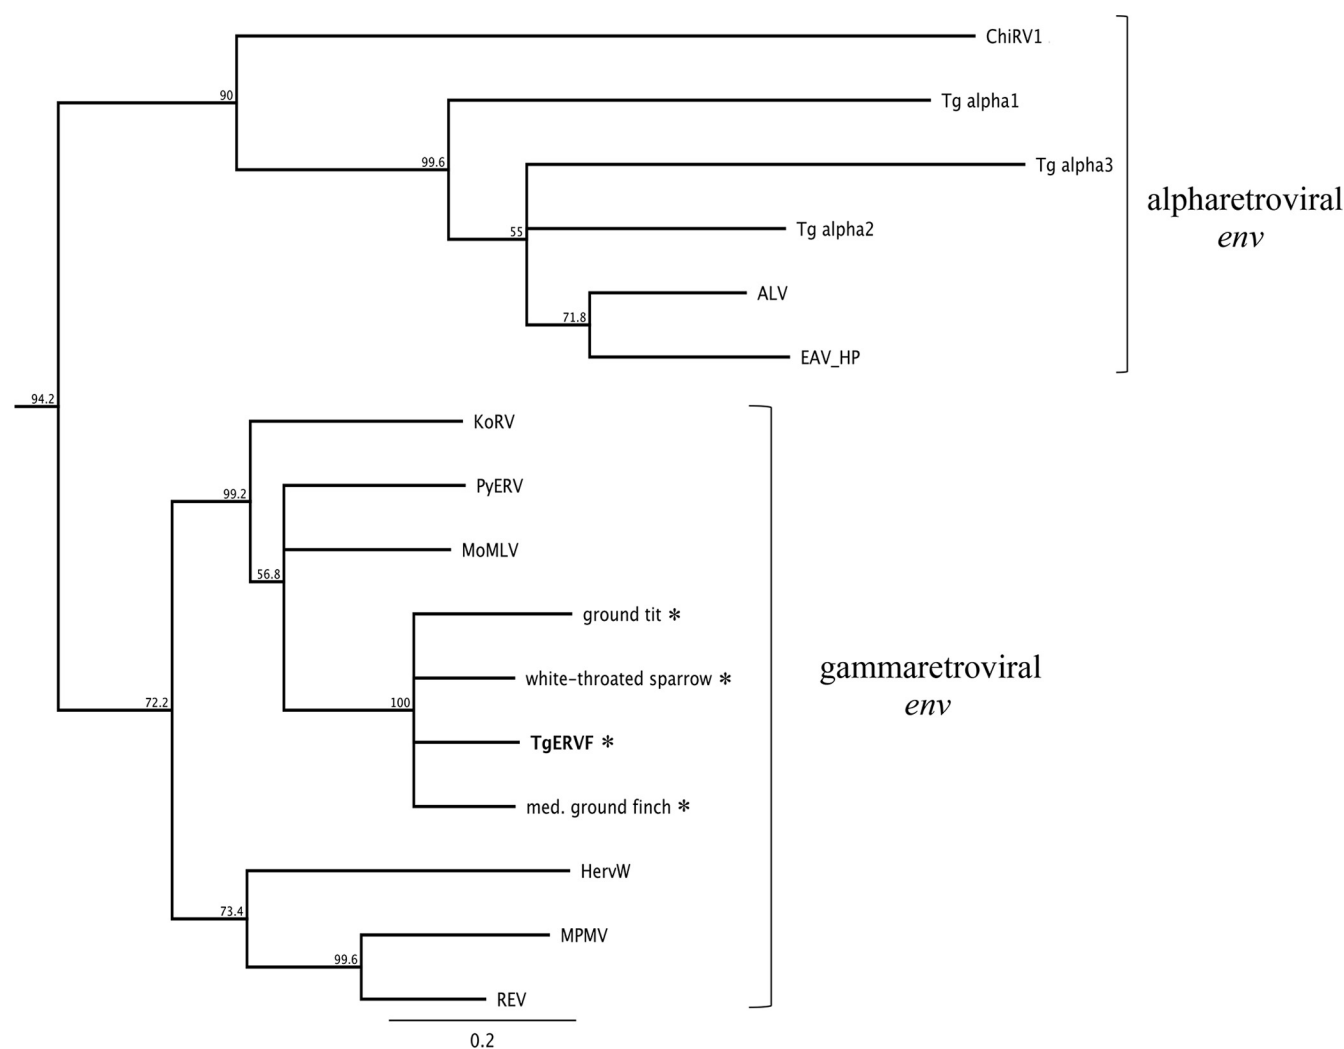 ChiRV1
90
Tg alpha1
99.6
Tg alpha3
alpharetroviral
env
55
Tg alpha2
ALV
71.8
EAV_HP
94.2
KoRV
PyERV
99.2
MoMLV
56.8
ground tit *
white-throated sparrow *
gammaretroviral
env
72.2
100
TgERVF *
med. ground finch *
HervW
73.4
MPMV
99.6
REV
0.2